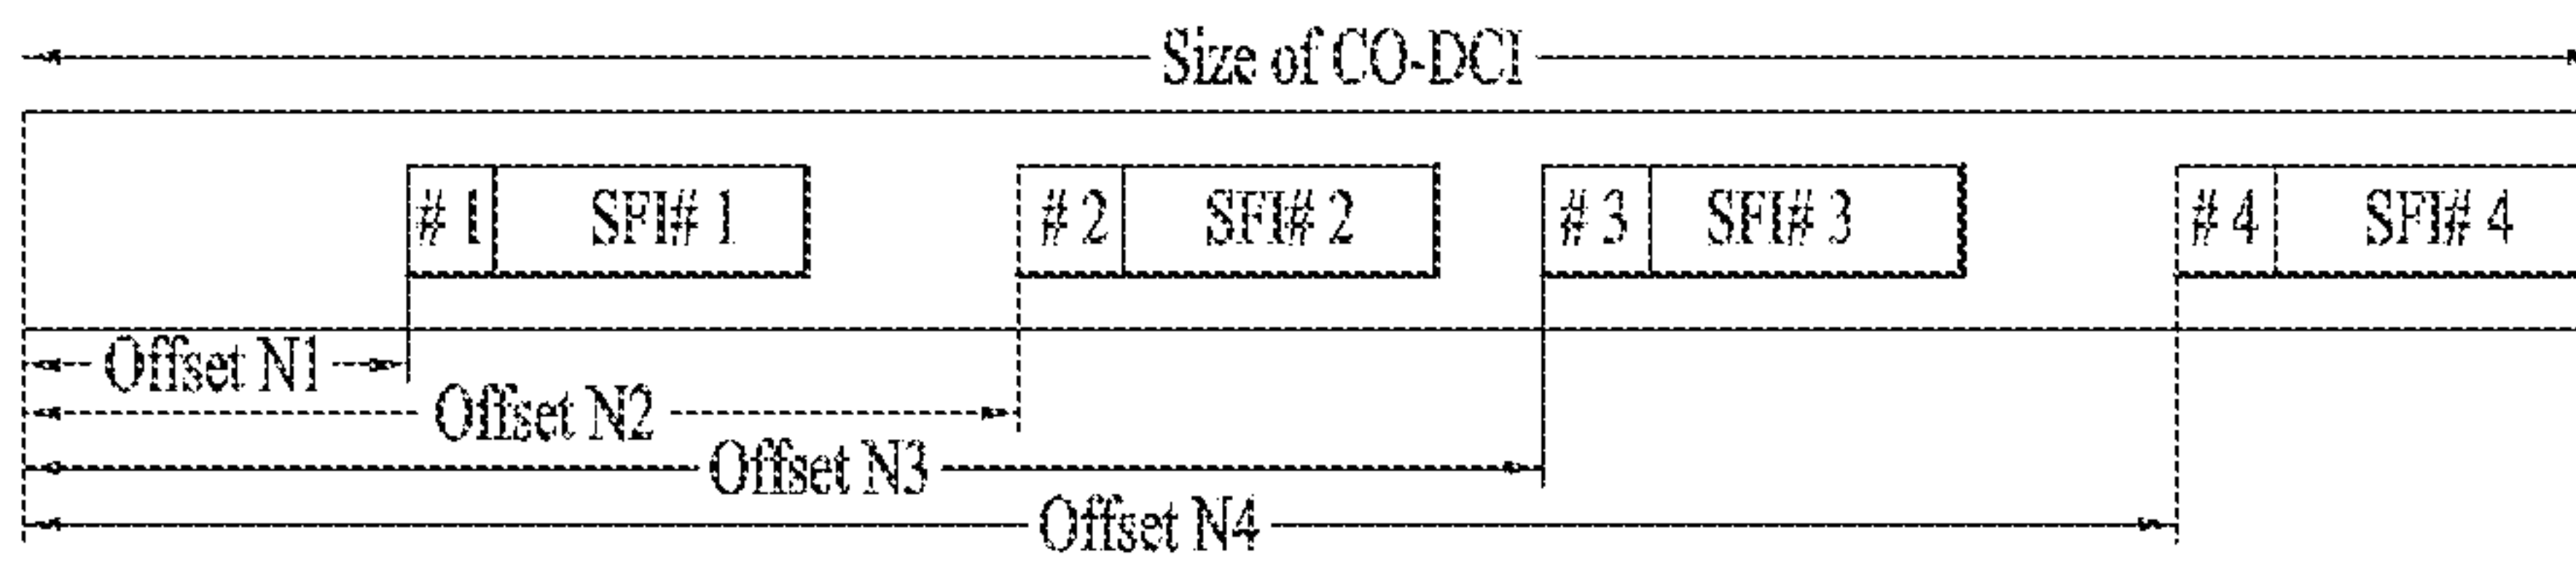 Size of CO-DCI
# 1 SFI# 1 # 2 SFI# 2 # 3 SFI# 3 # 4 SFI# 4
Offset N1
Offset N2
Offset N3
Offset N4